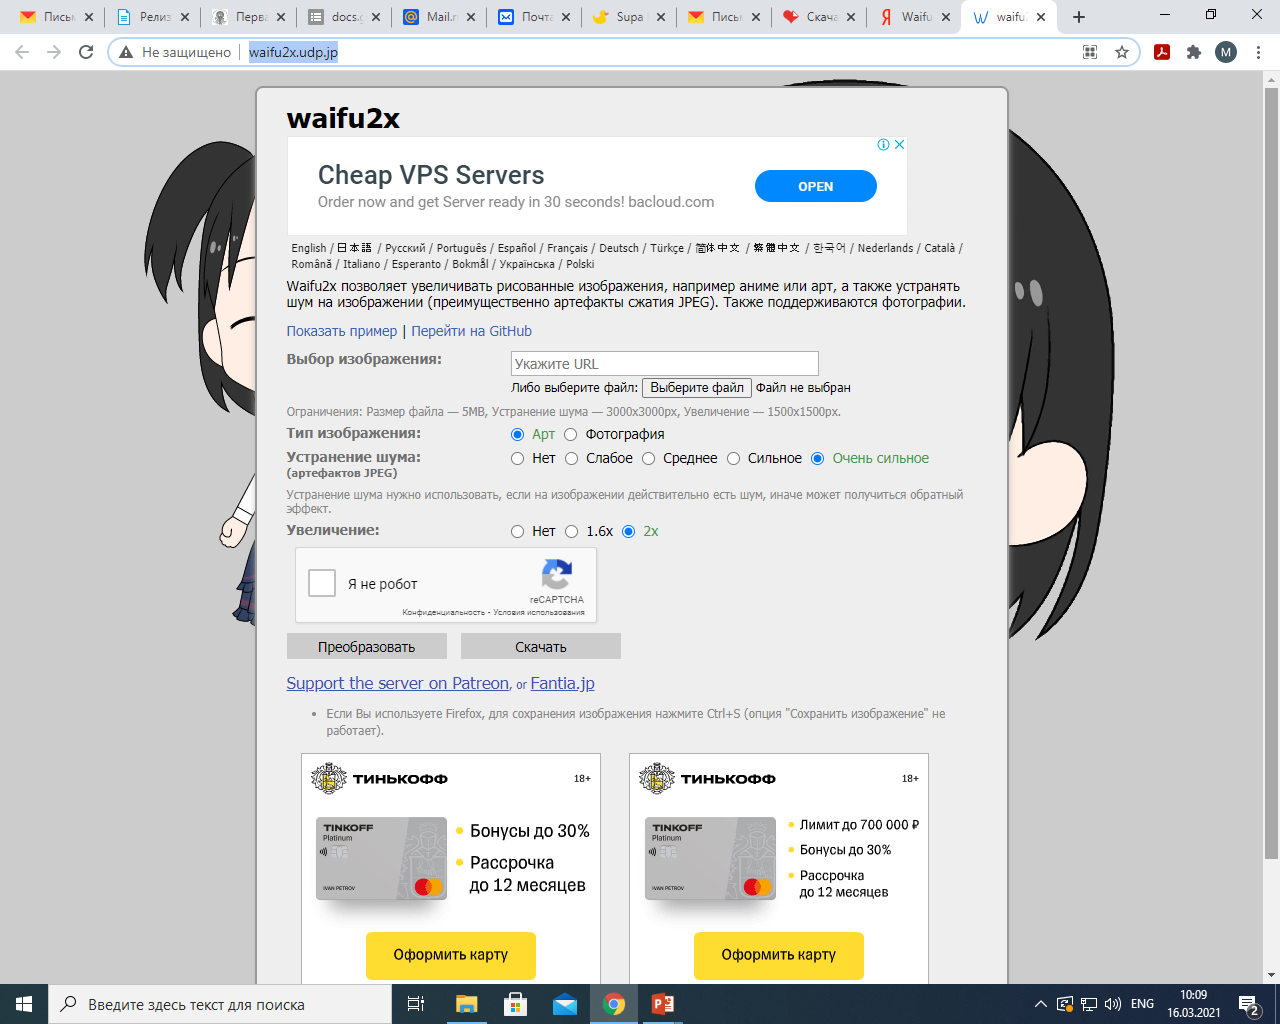 Письм
Релиз
Перва
docs.g
Mail.r
Почта
Supa
Письм
Скача
Waifu
waifu
Не защищено
waifu2x.udp.jp
M
waifu2x
Cheap VPS Servers
OPEN
Order now and get Server ready in 30 seconds! bacloud.com
English / 日本語 / Русский / Português / Español / Français / Deutsch / Türkçe / 简体中文 / 繁體中文 / 한국어 / Nederlands / Català /
Română / Italiano / Esperanto / Bokmål / Українська / Polski
Waifu2x позволяет увеличивать рисованные изображения, например аниме или арт, а также устранять
шум на изображении (преимущественно артефакты сжатия JPEG). Также поддерживаются фотографии.
Показать пример | Перейти на GitHub
Выбор изображения:
Укажите URL
Либо выберите файл: Выберите файл Файл не выбран
Ограничения: Размер файла — 5MB, Устранение шума — 3000x3000px, Увеличение — 1500x1500px.
Тип изображения: Арт Фотография
Устранение шума: Нет Слабое Среднее Сильное Очень сильное
(артефактов JPEG)
Устранение шума нужно использовать, если на изображении действительно есть шум, иначе может получиться обратный
эффект.
Увеличение: Нет 1.6x 2x
Я не робот
reCAPTCHA
Конфиденциальность - Условия использования
Преобразовать Скачать
Support the server on Patreon, or Fantia.jp
Если Вы используете Firefox, для сохранения изображения нажмите Ctrl+S (опция "Сохранить изображение" не
работает).
ТИНЬКОФФ 18+
TINKOFF
Platinum
IVAN PETROV
Бонусы до 30%
Рассрочка
до 12 месяцев
Оформить карту
ТИНЬКОФФ 18+
TINKOFF
Platinum
IVAN PETROV
Лимит до 700 000 ₽
Бонусы до 30%
Рассрочка
до 12 месяцев
Оформить карту
Введите здесь текст для поиска
ENG
10:09
16.03.2021
2